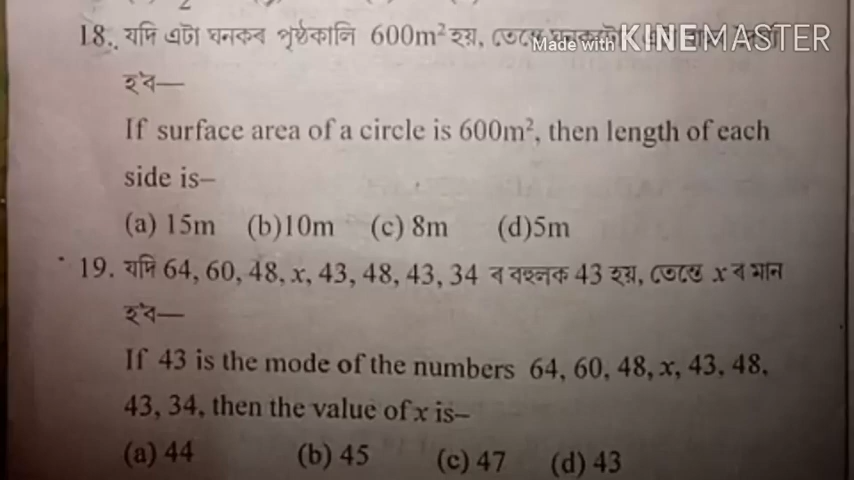 18. যদি এটা ঘনকৰ পৃষ্ঠকালি 600m² হয়, তেন্তে
Made with KINEMASTER
হ'ব—
If surface area of a circle is 600m², then length of each
side is–
(a) 15m (b)10m (c) 8m (d)5m
19. যদি 64, 60, 48, x, 43, 48, 43, 34 ৰ বহুলক 43 হয়, তেন্তে x ৰ মান
হ'ব—
If 43 is the mode of the numbers 64, 60, 48, x, 43, 48,
43, 34, then the value of x is–
(a) 44 (b) 45 (c) 47 (d) 43